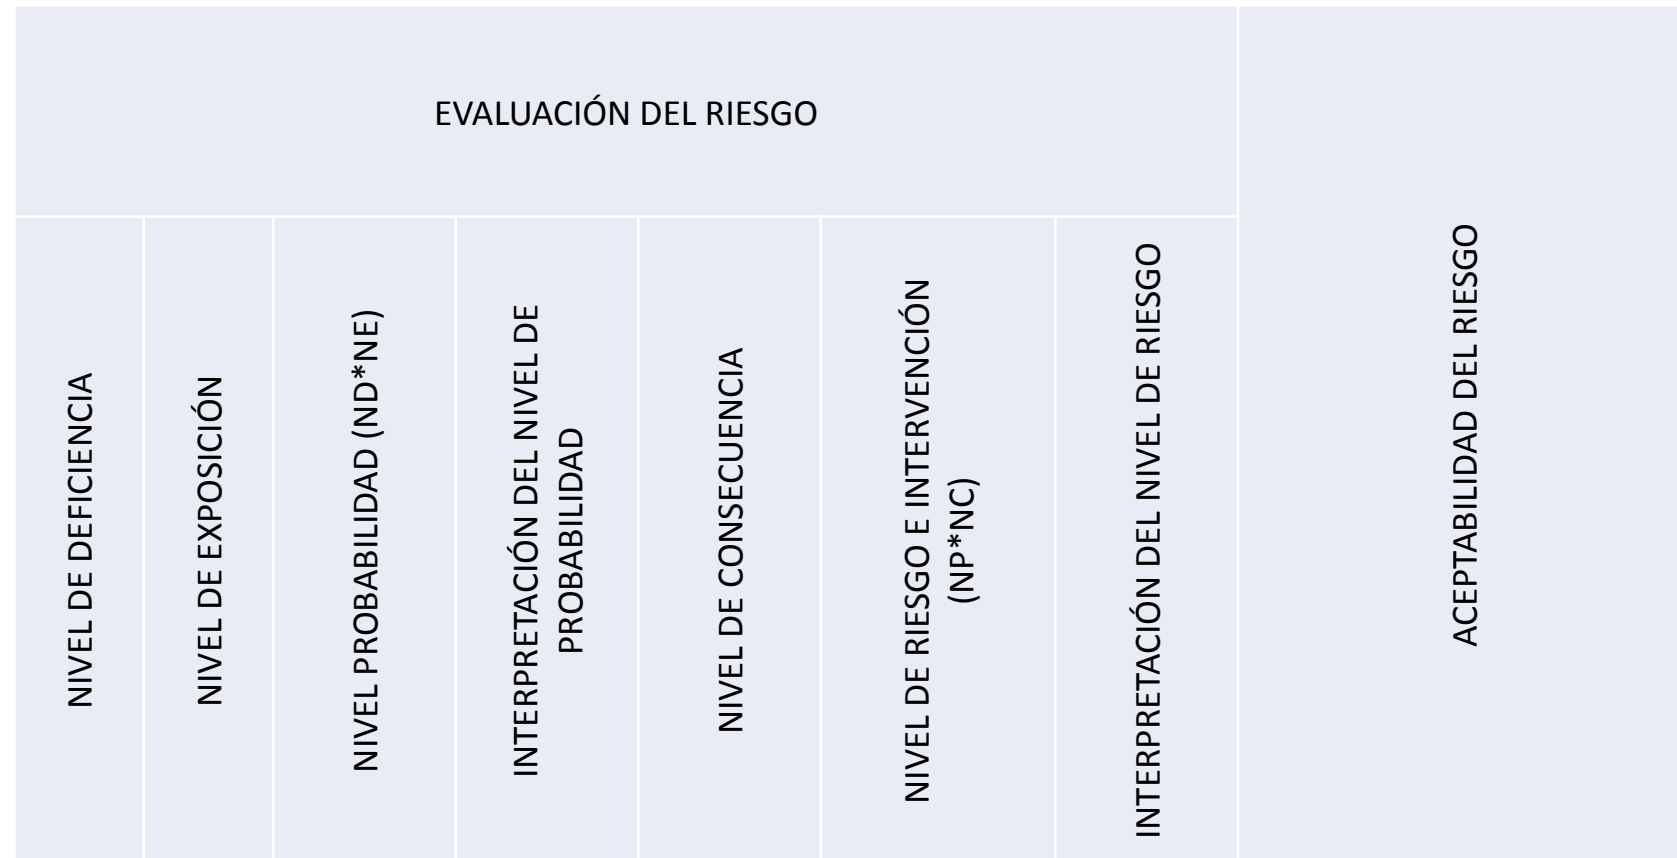 EVALUACIÓN DEL RIESGO
NIVEL DE DEFICIENCIA
NIVEL DE EXPOSICIÓN
NIVEL PROBABILIDAD (ND*NE)
INTERPRETACIÓN DEL NIVEL DE
PROBABILIDAD
NIVEL DE CONSECUENCIA
NIVEL DE RIESGO E INTERVENCIÓN
(NP*NC)
INTERPRETACIÓN DEL NIVEL DE RIESGO
ACEPTABILIDAD DEL RIESGO